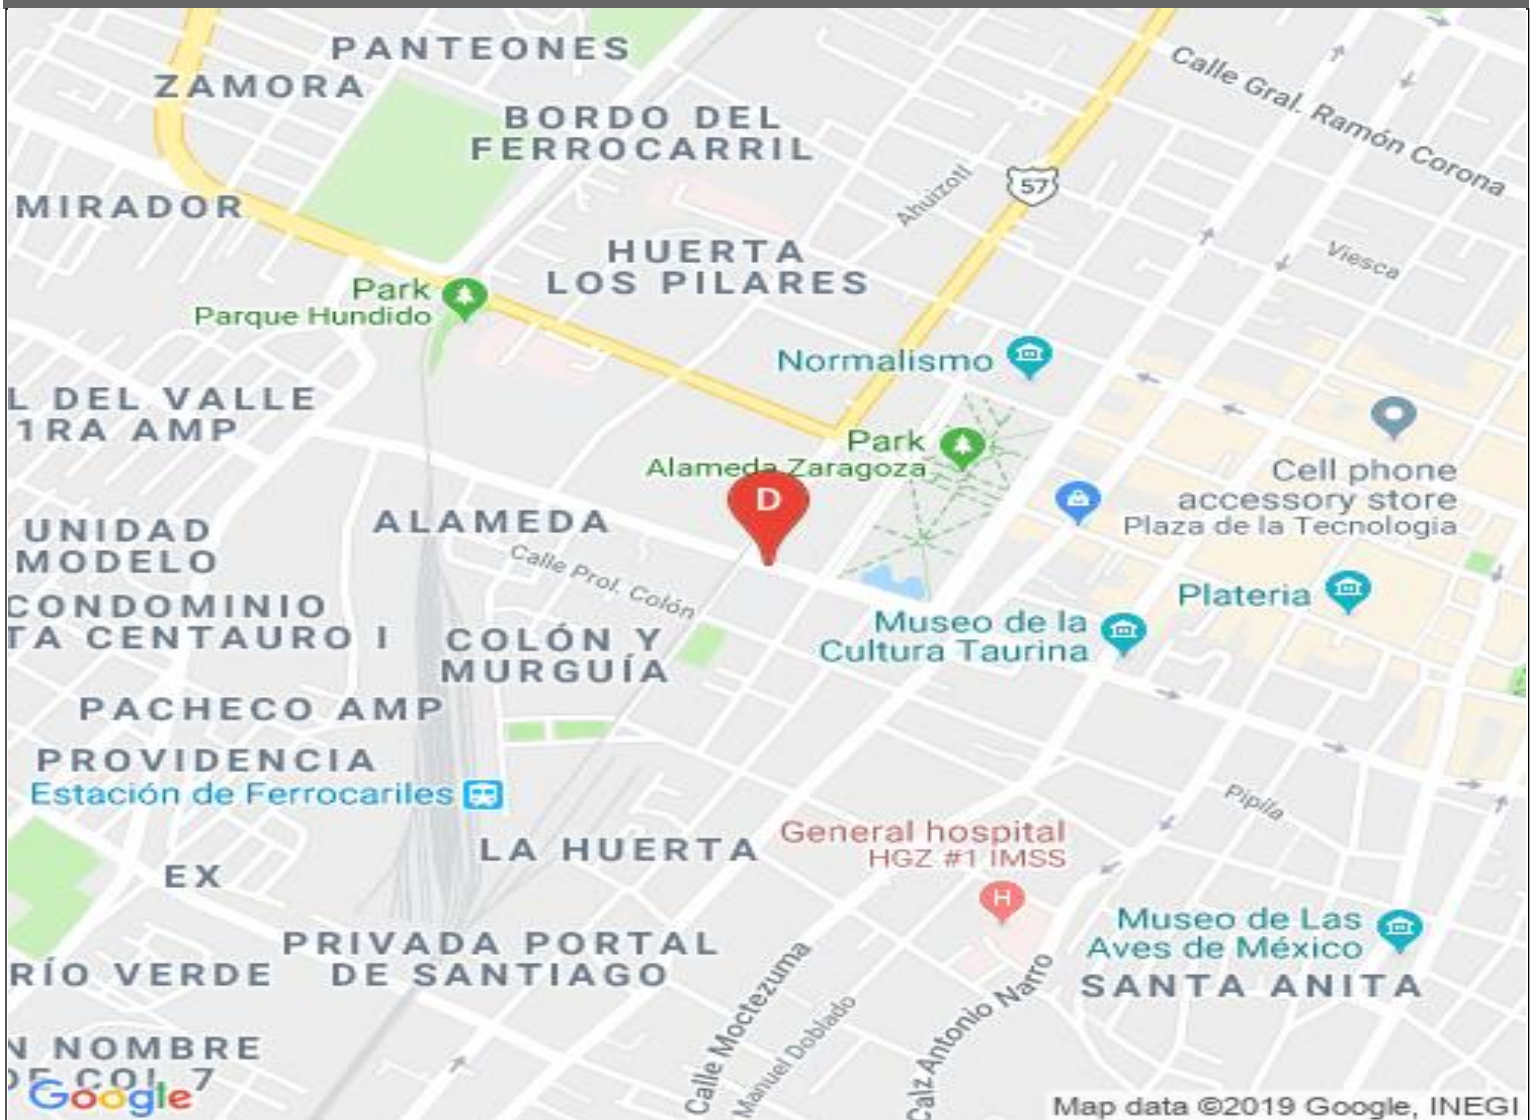 PANTEONES
ZAMORA
Calle Gral. Ramón Corona
BORDO DEL
FERROCARRIL
57
Ahuizotl
MIRADOR
HUERTA
LOS PILARES
Viesca
Park
Parque Hundido
Normalismo
L DEL VALLE
1RA AMP
Park
Alameda Zaragoza
Cell phone
accessory store
Plaza de la Tecnologia
D
UNIDAD
MODELO
ALAMEDA
Calle Prol. Colón
CONDOMINIO
TA CENTAURO I
COLÓN Y
MURGUÍA
Plateria
Museo de la
Cultura Taurina
PACHECO AMP
PROVIDENCIA
Estación de Ferrocariles
Pipila
General hospital
HGZ #1 IMSS
H
LA HUERTA
EX
Museo de Las
Aves de México
PRIVADA PORTAL
DE SANTIAGO
RÍO VERDE
SANTA ANITA
Calle Moctezuma
Manuel Doblado
Calz Antonio Narro
N NOMBRE
DE COL 7
Google
Map data ©2019 Google, INEGI